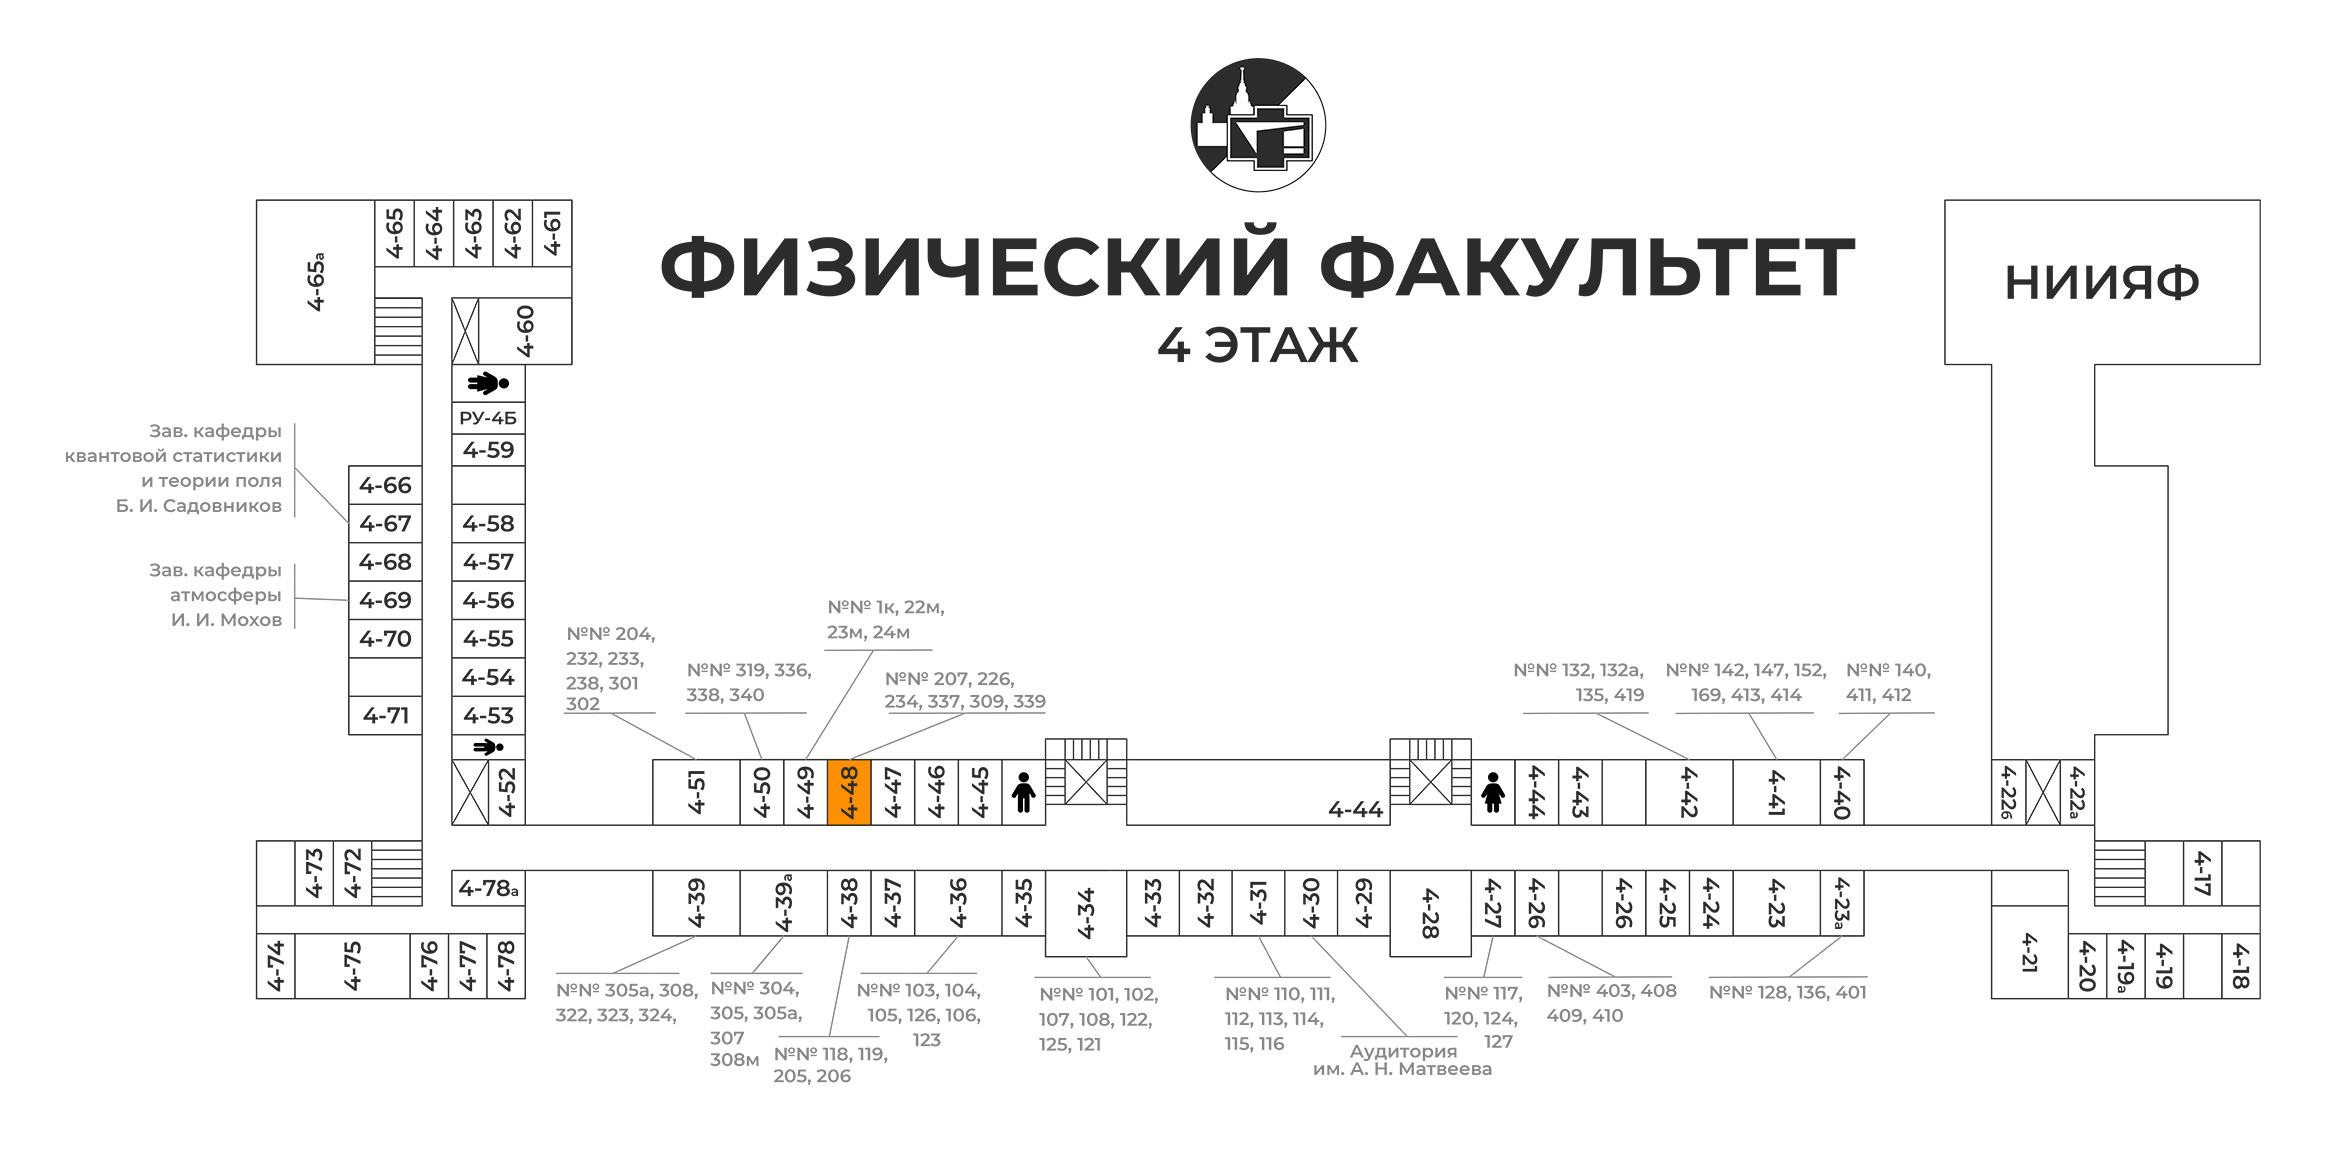 ФИЗИЧЕСКИЙ ФАКУЛЬТЕТ
4 ЭТАЖ
НИИЯФ
4-65а
4-65
4-64
4-63
4-62
4-61
4-60
РУ-4Б
4-59
4-58
4-57
4-56
4-55
4-54
4-53
4-52
Зав. кафедры
квантовой статистики
и теории поля
Б. И. Садовников
Зав. кафедры
атмосферы
И. И. Мохов
4-66
4-67
4-68
4-69
4-70
4-71
№№ 204,
232, 233,
238, 301
302
№№ 319, 336,
338, 340
№№ 1к, 22м,
23м, 24м
№№ 207, 226,
234, 337, 309, 339
№№ 132, 132а,
135, 419
№№ 142, 147, 152,
169, 413, 414
№№ 140,
411, 412
4-51
4-50
4-49
4-48
4-47
4-46
4-45
4-44
4-44
4-43
4-42
4-41
4-40
4-22б
4-22а
4-73
4-72
4-78а
4-74
4-75
4-76
4-77
4-78
4-39
4-39а
4-38
4-37
4-36
4-35
4-34
4-33
4-32
4-31
4-30
4-29
4-28
4-27
4-26
4-26
4-25
4-24
4-23
4-23а
4-17
4-21
4-20
4-19а
4-19
4-18
№№ 305а, 308,
322, 323, 324,
№№ 304,
305, 305а,
307
308м
№№ 118, 119,
205, 206
№№ 103, 104,
105, 126, 106,
123
№№ 101, 102,
107, 108, 122,
125, 121
№№ 110, 111,
112, 113, 114,
115, 116
Аудитория
им. А. Н. Матвеева
№№ 117,
120, 124,
127
№№ 403, 408
409, 410
№№ 128, 136, 401